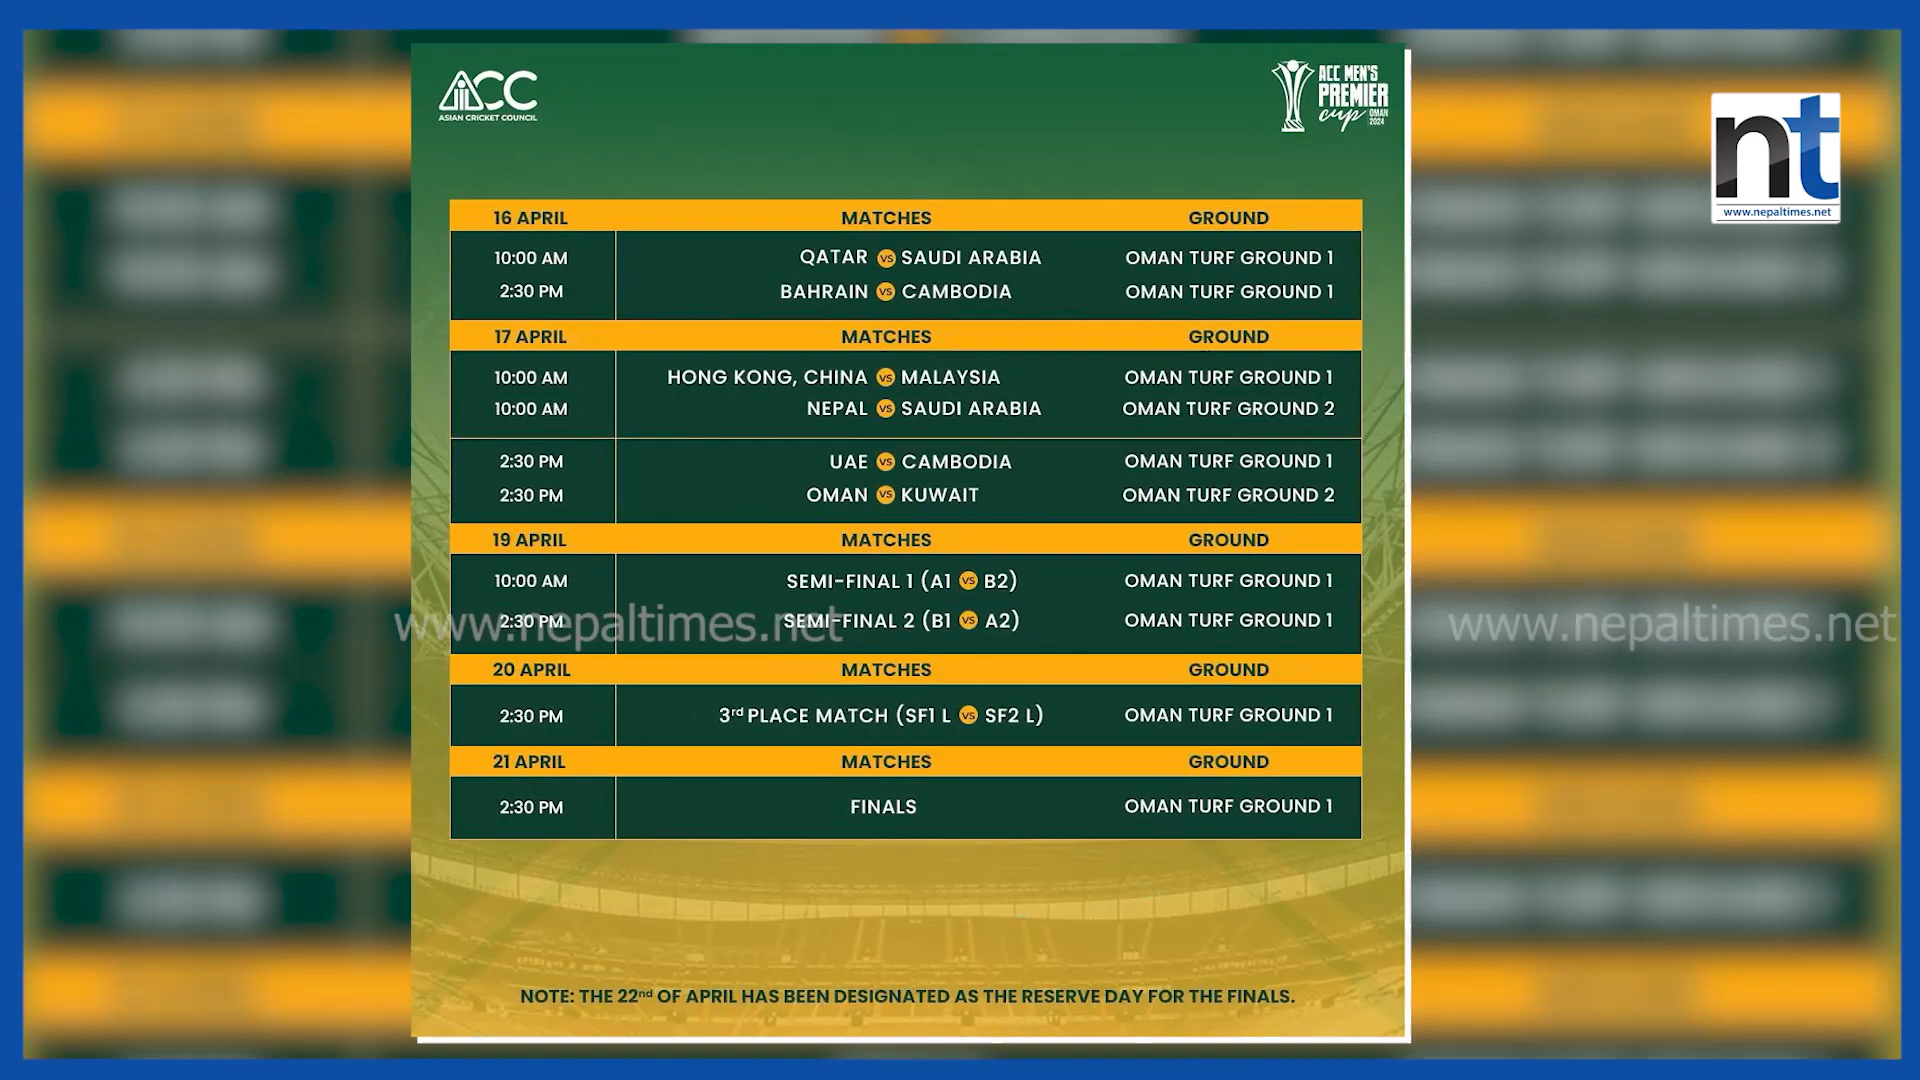 ACC
ASIAN CRICKET COUNCIL
ACC MEN'S
PREMIER
cup OMAN 2024
nt
www.nepaltimes.net
16 APRIL MATCHES GROUND
10:00 AM QATAR VS SAUDI ARABIA OMAN TURF GROUND 1
2:30 PM BAHRAIN VS CAMBODIA OMAN TURF GROUND 1
17 APRIL MATCHES GROUND
10:00 AM HONG KONG, CHINA VS MALAYSIA OMAN TURF GROUND 1
10:00 AM NEPAL VS SAUDI ARABIA OMAN TURF GROUND 2
2:30 PM UAE VS CAMBODIA OMAN TURF GROUND 1
2:30 PM OMAN VS KUWAIT OMAN TURF GROUND 2
19 APRIL MATCHES GROUND
10:00 AM SEMI-FINAL 1 (A1 VS B2) OMAN TURF GROUND 1
2:30 PM SEMI-FINAL 2 (B1 VS A2) OMAN TURF GROUND 1
www.nepaltimes.net www.nepaltimes.net
20 APRIL MATCHES GROUND
2:30 PM 3rd PLACE MATCH (SF1 L VS SF2 L) OMAN TURF GROUND 1
21 APRIL MATCHES GROUND
2:30 PM FINALS OMAN TURF GROUND 1
NOTE: THE 22nd OF APRIL HAS BEEN DESIGNATED AS THE RESERVE DAY FOR THE FINALS.